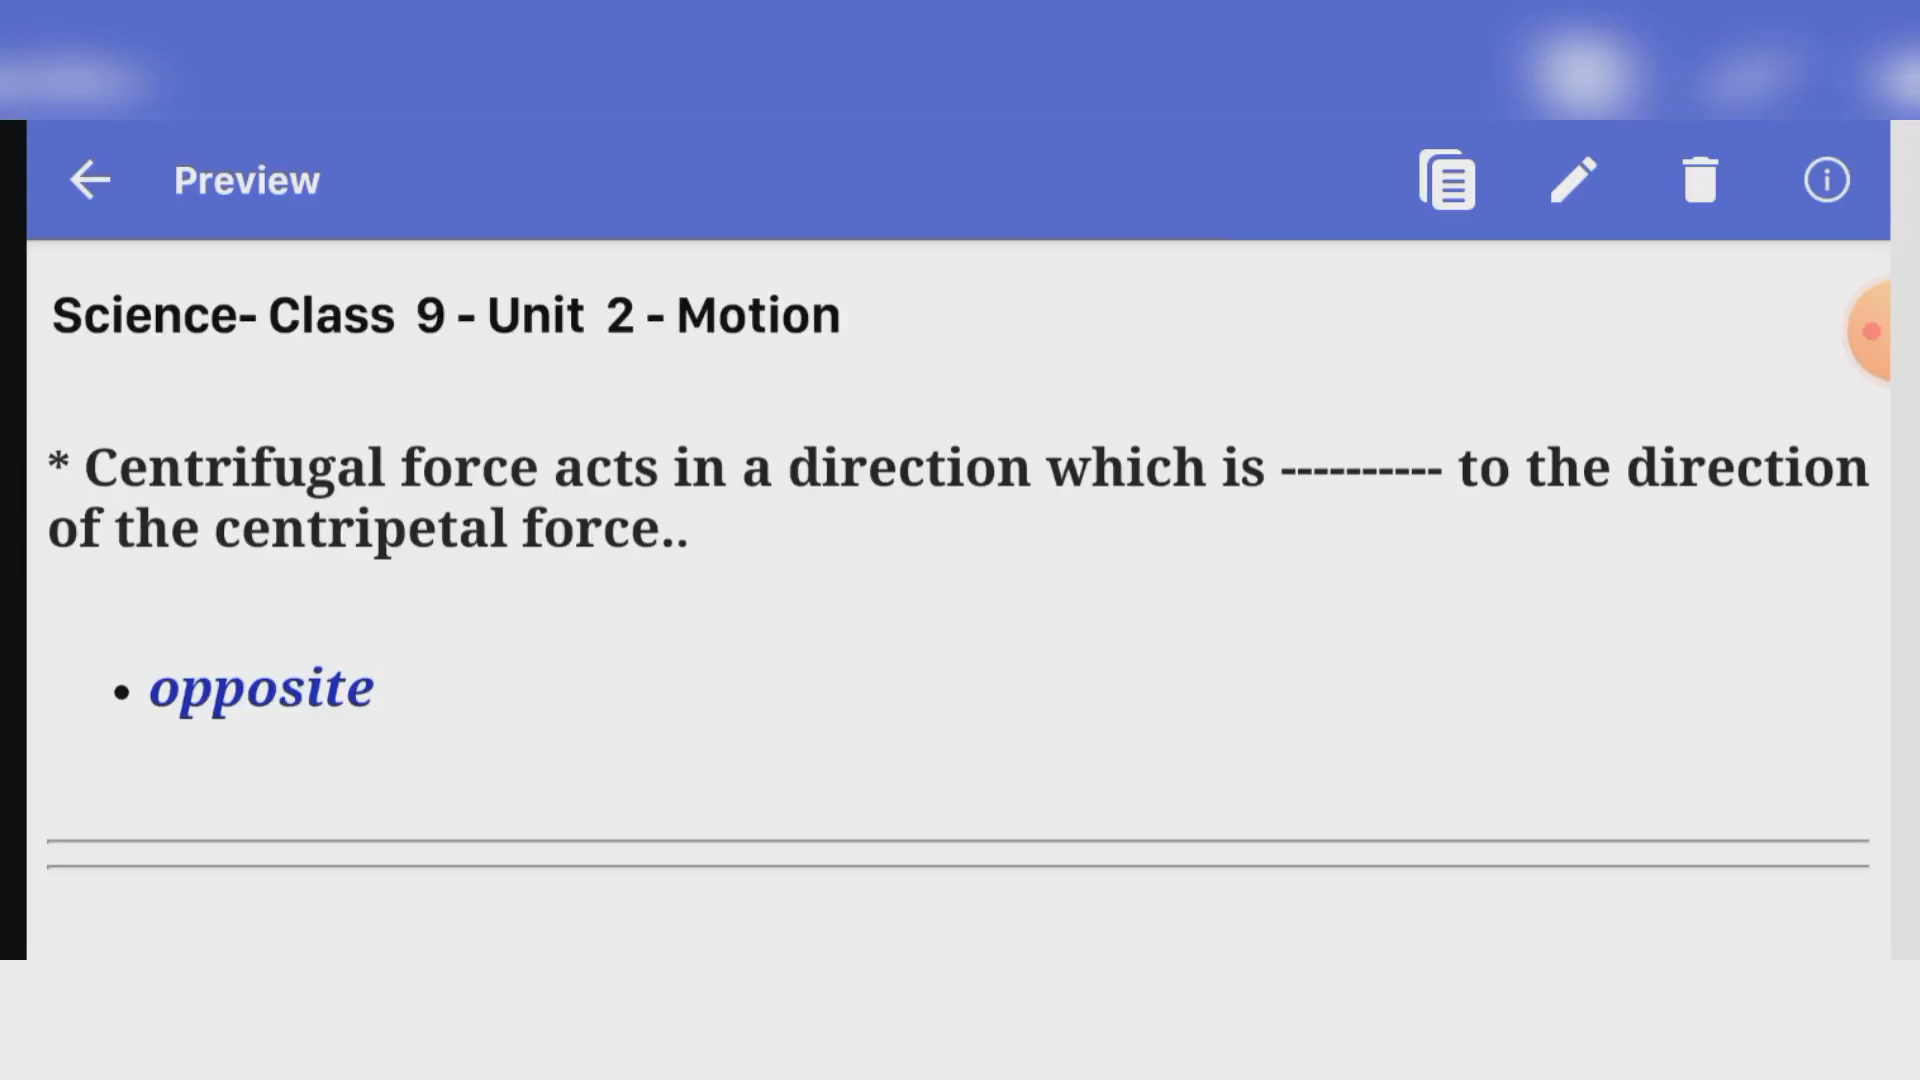 Preview
Science- Class 9 - Unit 2 - Motion
* Centrifugal force acts in a direction which is ---------- to the direction
of the centripetal force..
• opposite